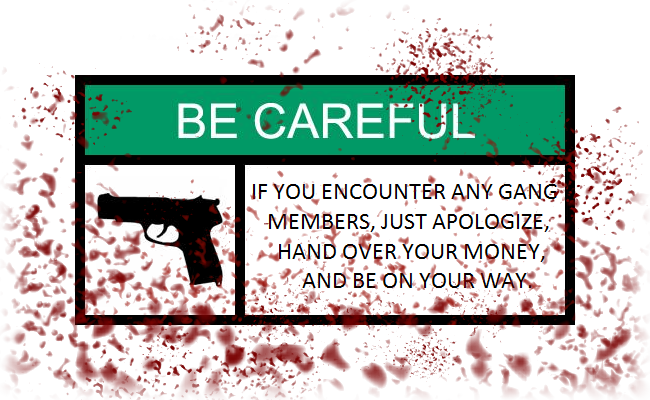 BE CAREFUL
IF YOU ENCOUNTER ANY GANG
MEMBERS, JUST APOLOGIZE,
HAND OVER YOUR MONEY,
AND BE ON YOUR WAY.